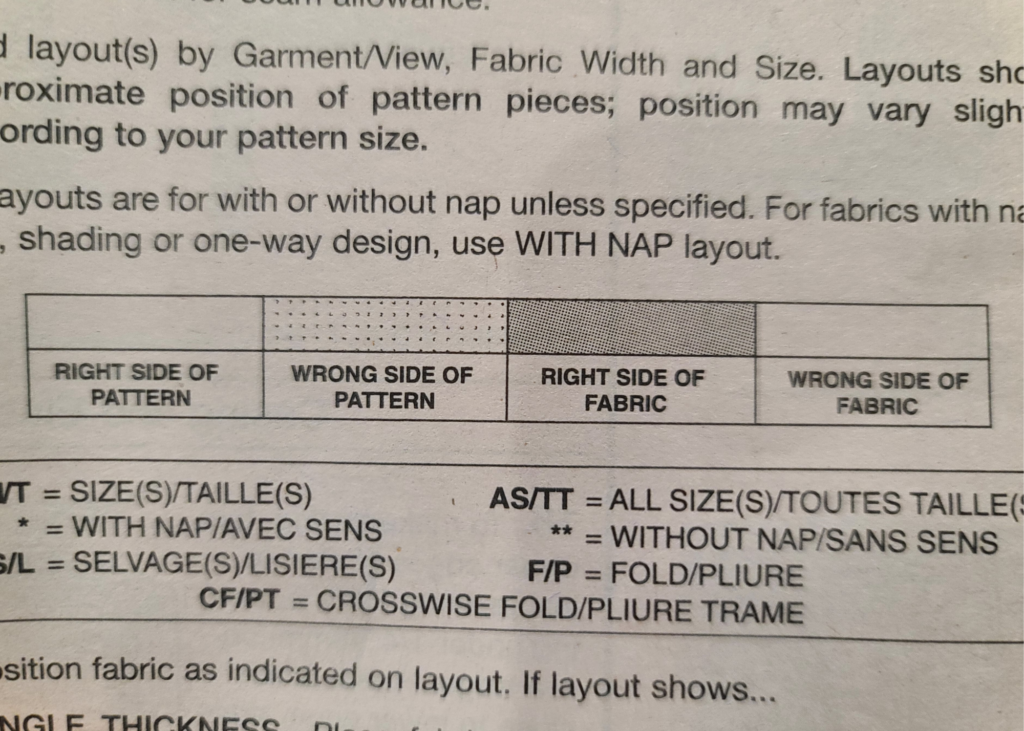 layout(s) by Garment/View, Fabric Width and Size. Layouts
roximate position of pattern pieces; position may vary sligh
ording to your pattern size.
ayouts are for with or without nap unless specified. For fabrics with na
, shading or one-way design, use WITH NAP layout.
RIGHT SIDE OF PATTERN
WRONG SIDE OF PATTERN
RIGHT SIDE OF FABRIC
WRONG SIDE OF FABRIC
/T = SIZE(S)/TAILLE(S)
AS/TT = ALL SIZE(S)/TOUTES TAILLE(S
* = WITH NAP/AVEC SENS
** = WITHOUT NAP/SANS SENS
S/L = SELVAGE(S)/LISIERE(S)
F/P = FOLD/PLIURE
CF/PT = CROSSWISE FOLD/PLIURE TRAME
osition fabric as indicated on layout. If layout shows...
NGLE THICKNESS